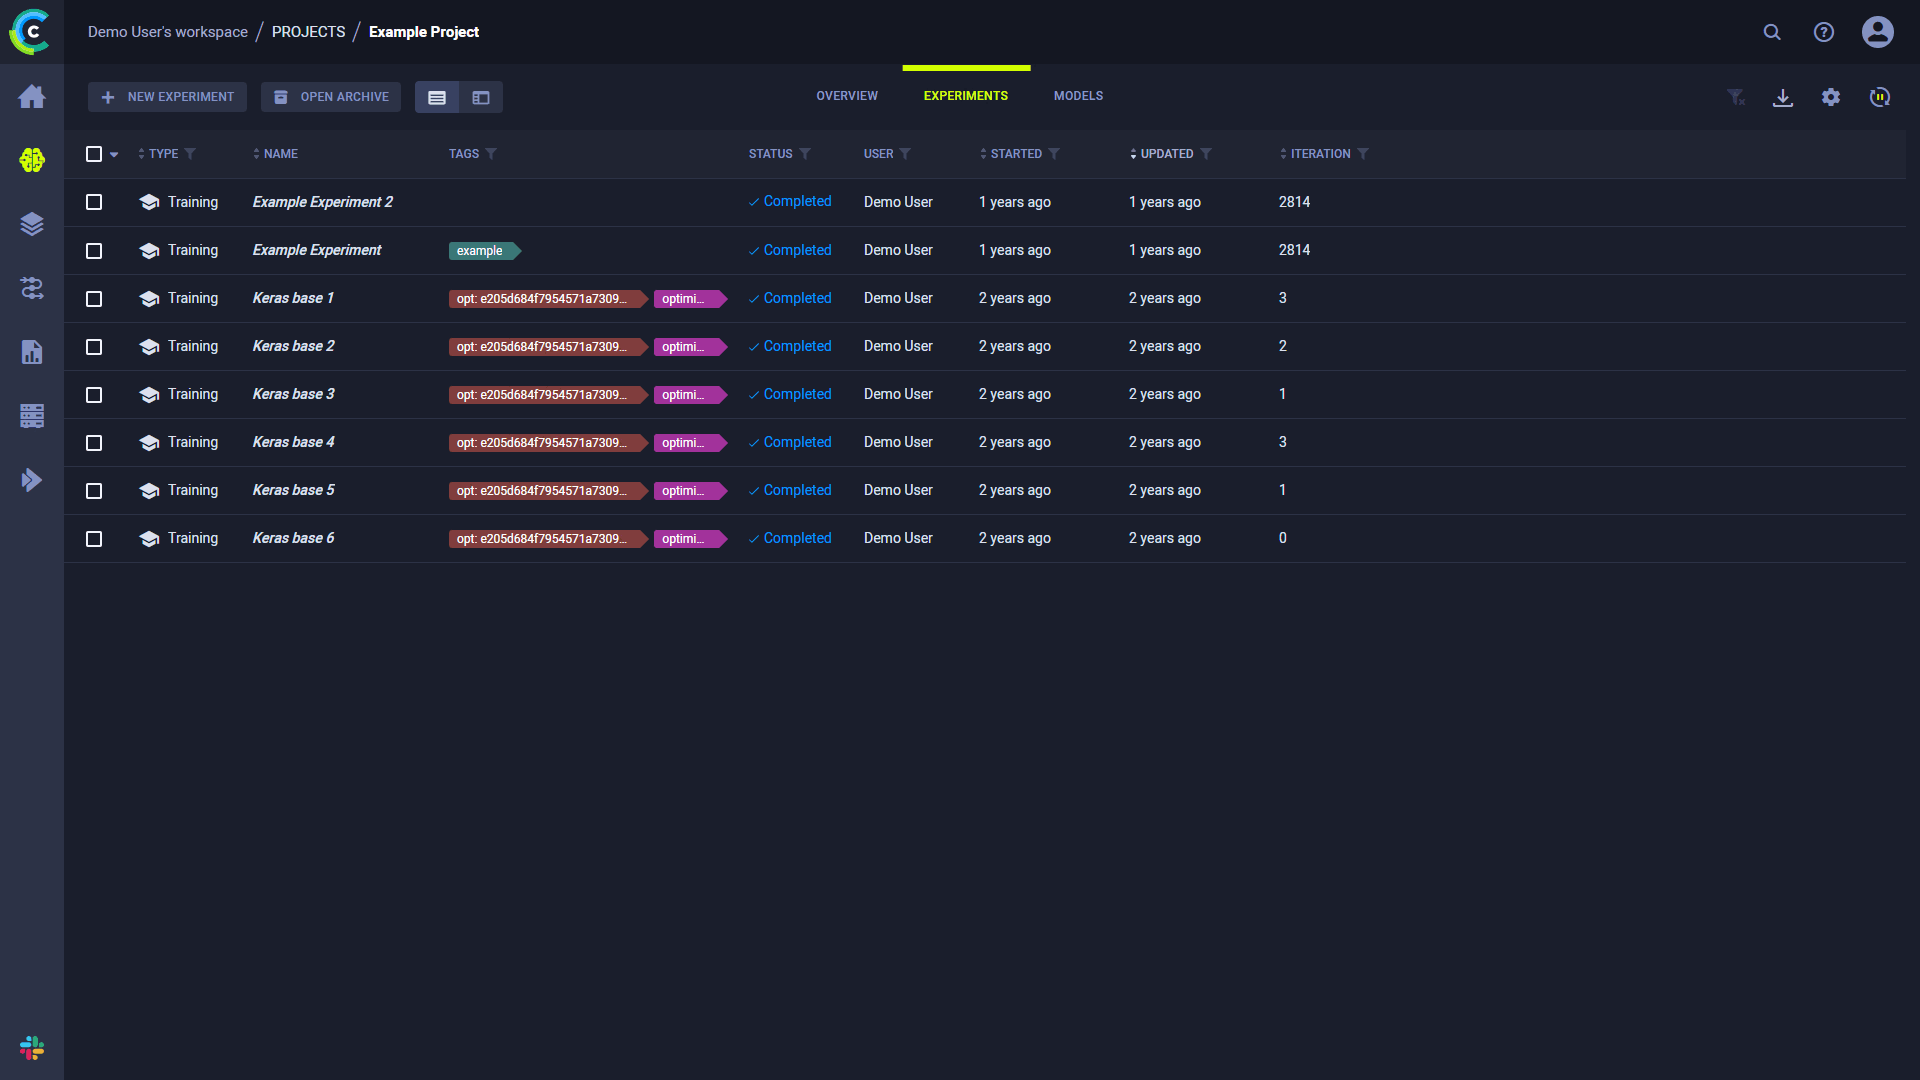 Demo User's workspace / PROJECTS / Example Project
NEW EXPERIMENT OPEN ARCHIVE OVERVIEW EXPERIMENTS MODELS
TYPE NAME TAGS STATUS USER STARTED UPDATED ITERATION
Training Example Experiment 2 Completed Demo User 1 years ago 1 years ago 2814
Training Example Experiment example Completed Demo User 1 years ago 1 years ago 2814
Training Keras base 1 opt: e205d684f7954571a7309... optimi... Completed Demo User 2 years ago 2 years ago 3
Training Keras base 2 opt: e205d684f7954571a7309... optimi... Completed Demo User 2 years ago 2 years ago 2
Training Keras base 3 opt: e205d684f7954571a7309... optimi... Completed Demo User 2 years ago 2 years ago 1
Training Keras base 4 opt: e205d684f7954571a7309... optimi... Completed Demo User 2 years ago 2 years ago 3
Training Keras base 5 opt: e205d684f7954571a7309... optimi... Completed Demo User 2 years ago 2 years ago 1
Training Keras base 6 opt: e205d684f7954571a7309... optimi... Completed Demo User 2 years ago 2 years ago 0